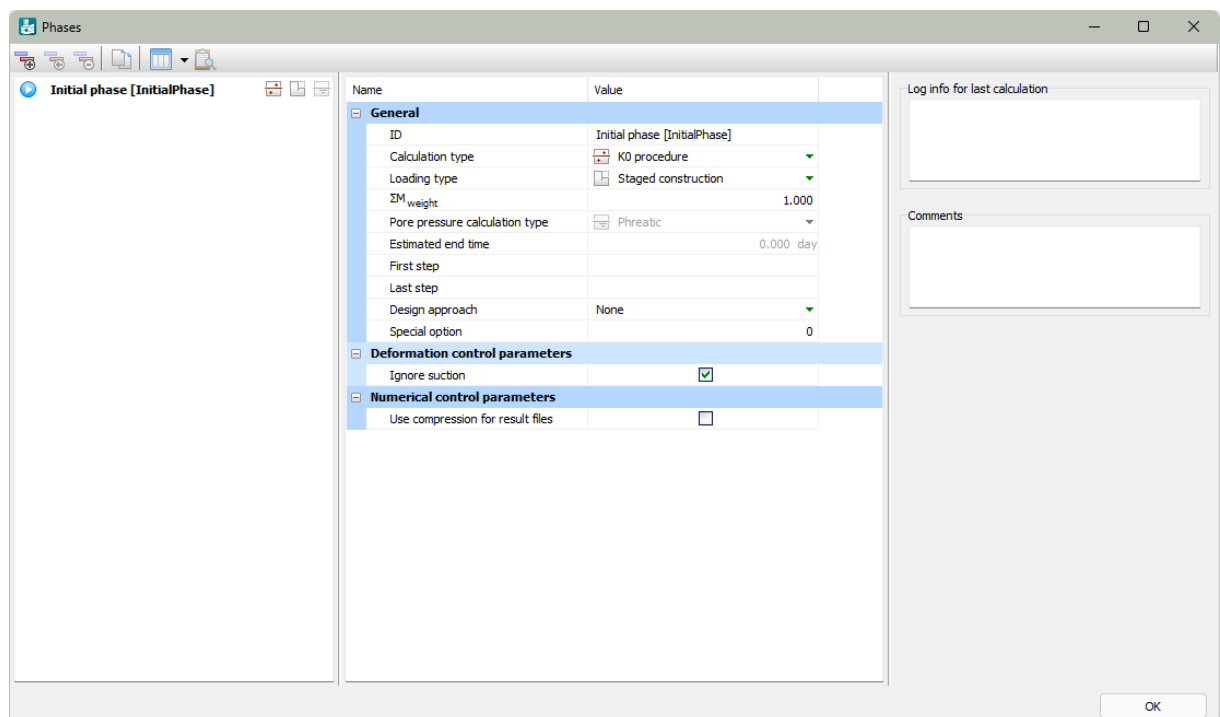 Phases
Initial phase [InitialPhase]
Name Value
General
ID Initial phase [InitialPhase]
Calculation type K0 procedure
Loading type Staged construction
ΣM weight 1.000
Pore pressure calculation type Phreatic
Estimated end time 0.000 day
First step
Last step
Design approach None
Special option 0
Deformation control parameters
Ignore suction
Numerical control parameters
Use compression for result files
Log info for last calculation
Comments
OK